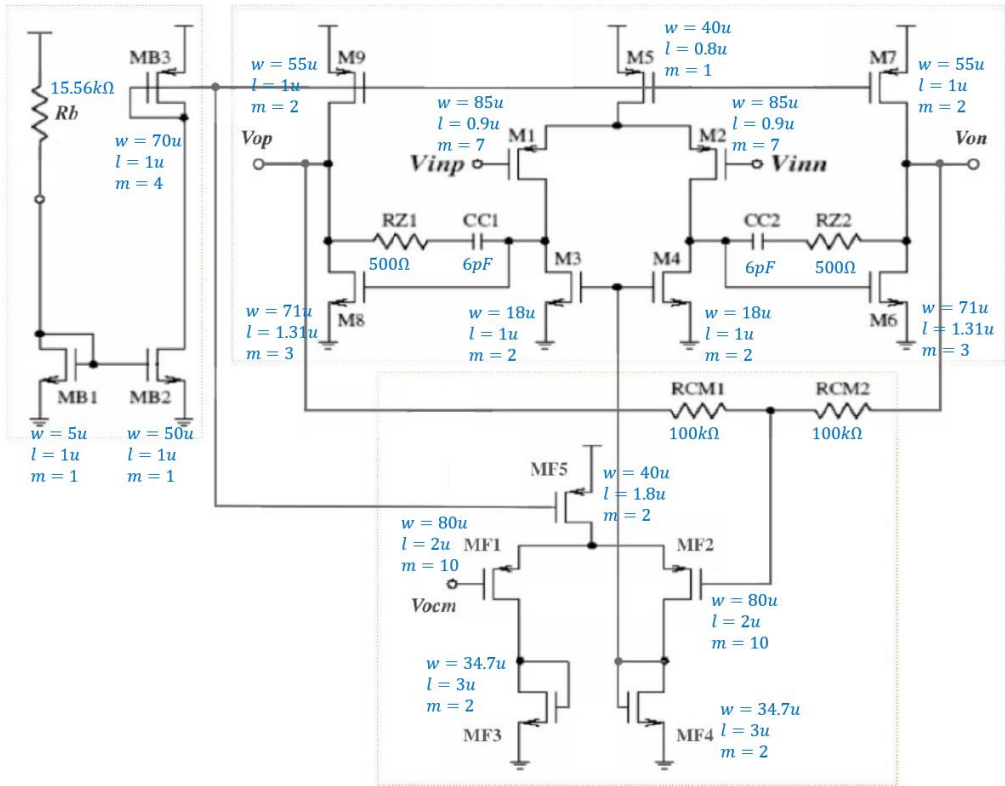 MB3
15.56kΩ
Rb
w = 70u
l = 1u
m = 4
MB1
MB2
w = 5u
l = 1u
m = 1
w = 50u
l = 1u
m = 1
M9
w = 55u
l = 1u
m = 2
Vop
M5
w = 40u
l = 0.8u
m = 1
M7
w = 55u
l = 1u
m = 2
Von
w = 85u
l = 0.9u
m = 7
M1
Vinp
w = 85u
l = 0.9u
m = 7
M2
Vinn
RZ1
500Ω
CC1
6pF
CC2
6pF
RZ2
500Ω
M3
w = 18u
l = 1u
m = 2
M4
w = 18u
l = 1u
m = 2
w = 71u
l = 1.31u
m = 3
M8
M6
w = 71u
l = 1.31u
m = 3
RCM1
100kΩ
RCM2
100kΩ
MF5
w = 40u
l = 1.8u
m = 2
w = 80u
l = 2u
m = 10
MF1
Vocm
MF2
w = 80u
l = 2u
m = 10
w = 34.7u
l = 3u
m = 2
MF3
MF4
w = 34.7u
l = 3u
m = 2